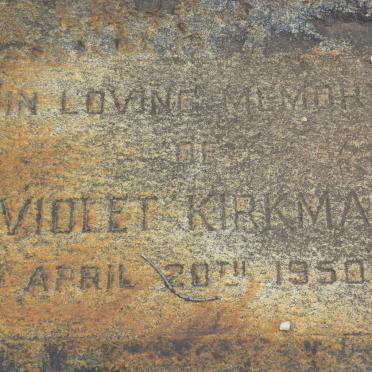 IN LOVING MEMOR
OF
VIOLET KIRKMA
APRIL 20TH 1950